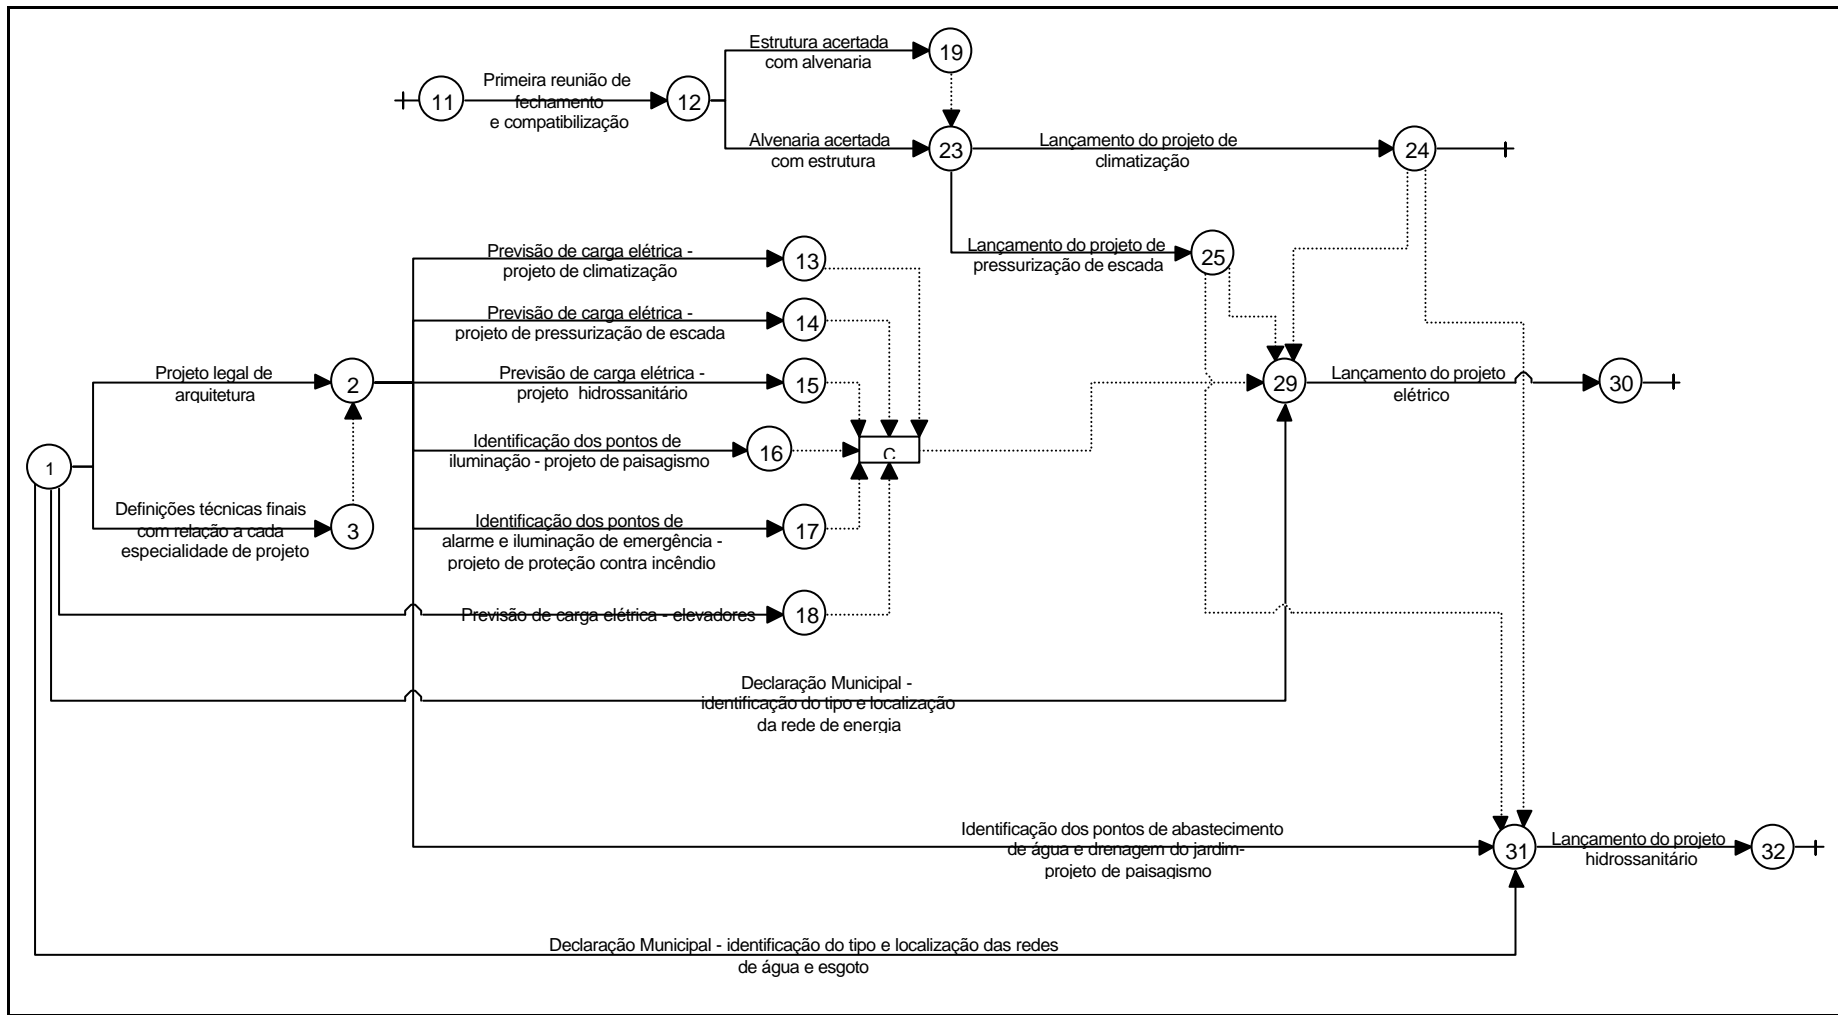 Estrutura acertada
com alvenaria
19
Primeira reunião de
fechamento
e compatibilização
11
12
Alvenaria acertada
com estrutura
23
Lançamento do projeto de
climatização
24
Lançamento do projeto de
pressurização de escada
25
Previsão de carga elétrica -
projeto de climatização
13
Previsão de carga elétrica -
projeto de pressurização de escada
14
Projeto legal de
arquitetura
2
Previsão de carga elétrica -
projeto hidrossanitário
15
29
Lançamento do projeto
elétrico
30
Identificação dos pontos de
iluminação - projeto de paisagismo
16
C
1
Definições técnicas finais
com relação a cada
especialidade de projeto
3
Identificação dos pontos de
alarme e iluminação de emergência -
projeto de proteção contra incêndio
17
Previsão de carga elétrica - elevadores
18
Declaração Municipal -
identificação do tipo e localização
da rede de energia
Identificação dos pontos de abastecimento
de água e drenagem do jardim-
projeto de paisagismo
31
Lançamento do projeto
hidrossanitário
32
Declaração Municipal - identificação do tipo e localização das redes
de água e esgoto